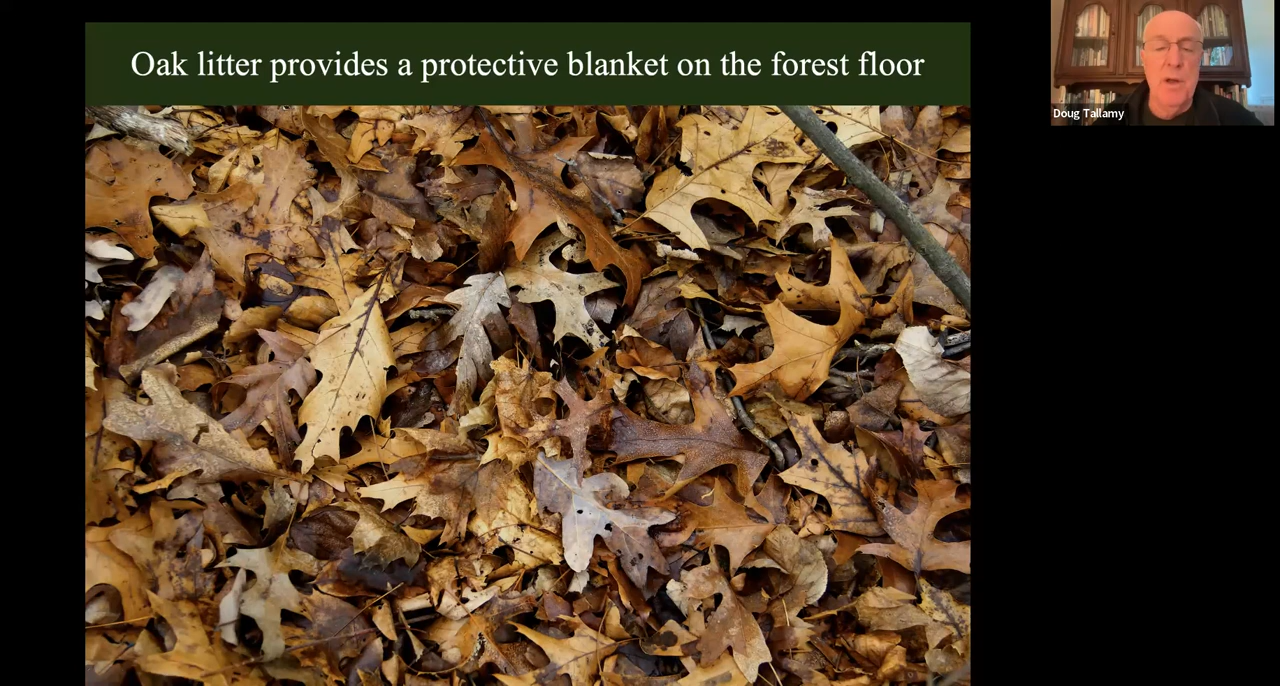 Oak litter provides a protective blanket on the forest floor
Doug Tallamy